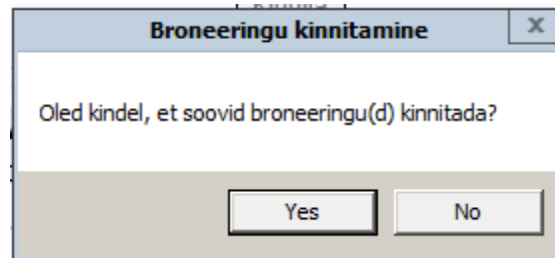 Broneeringu kinnitamine
x
Oled kindel, et soovid broneeringu(d) kinnitada?
Yes
No